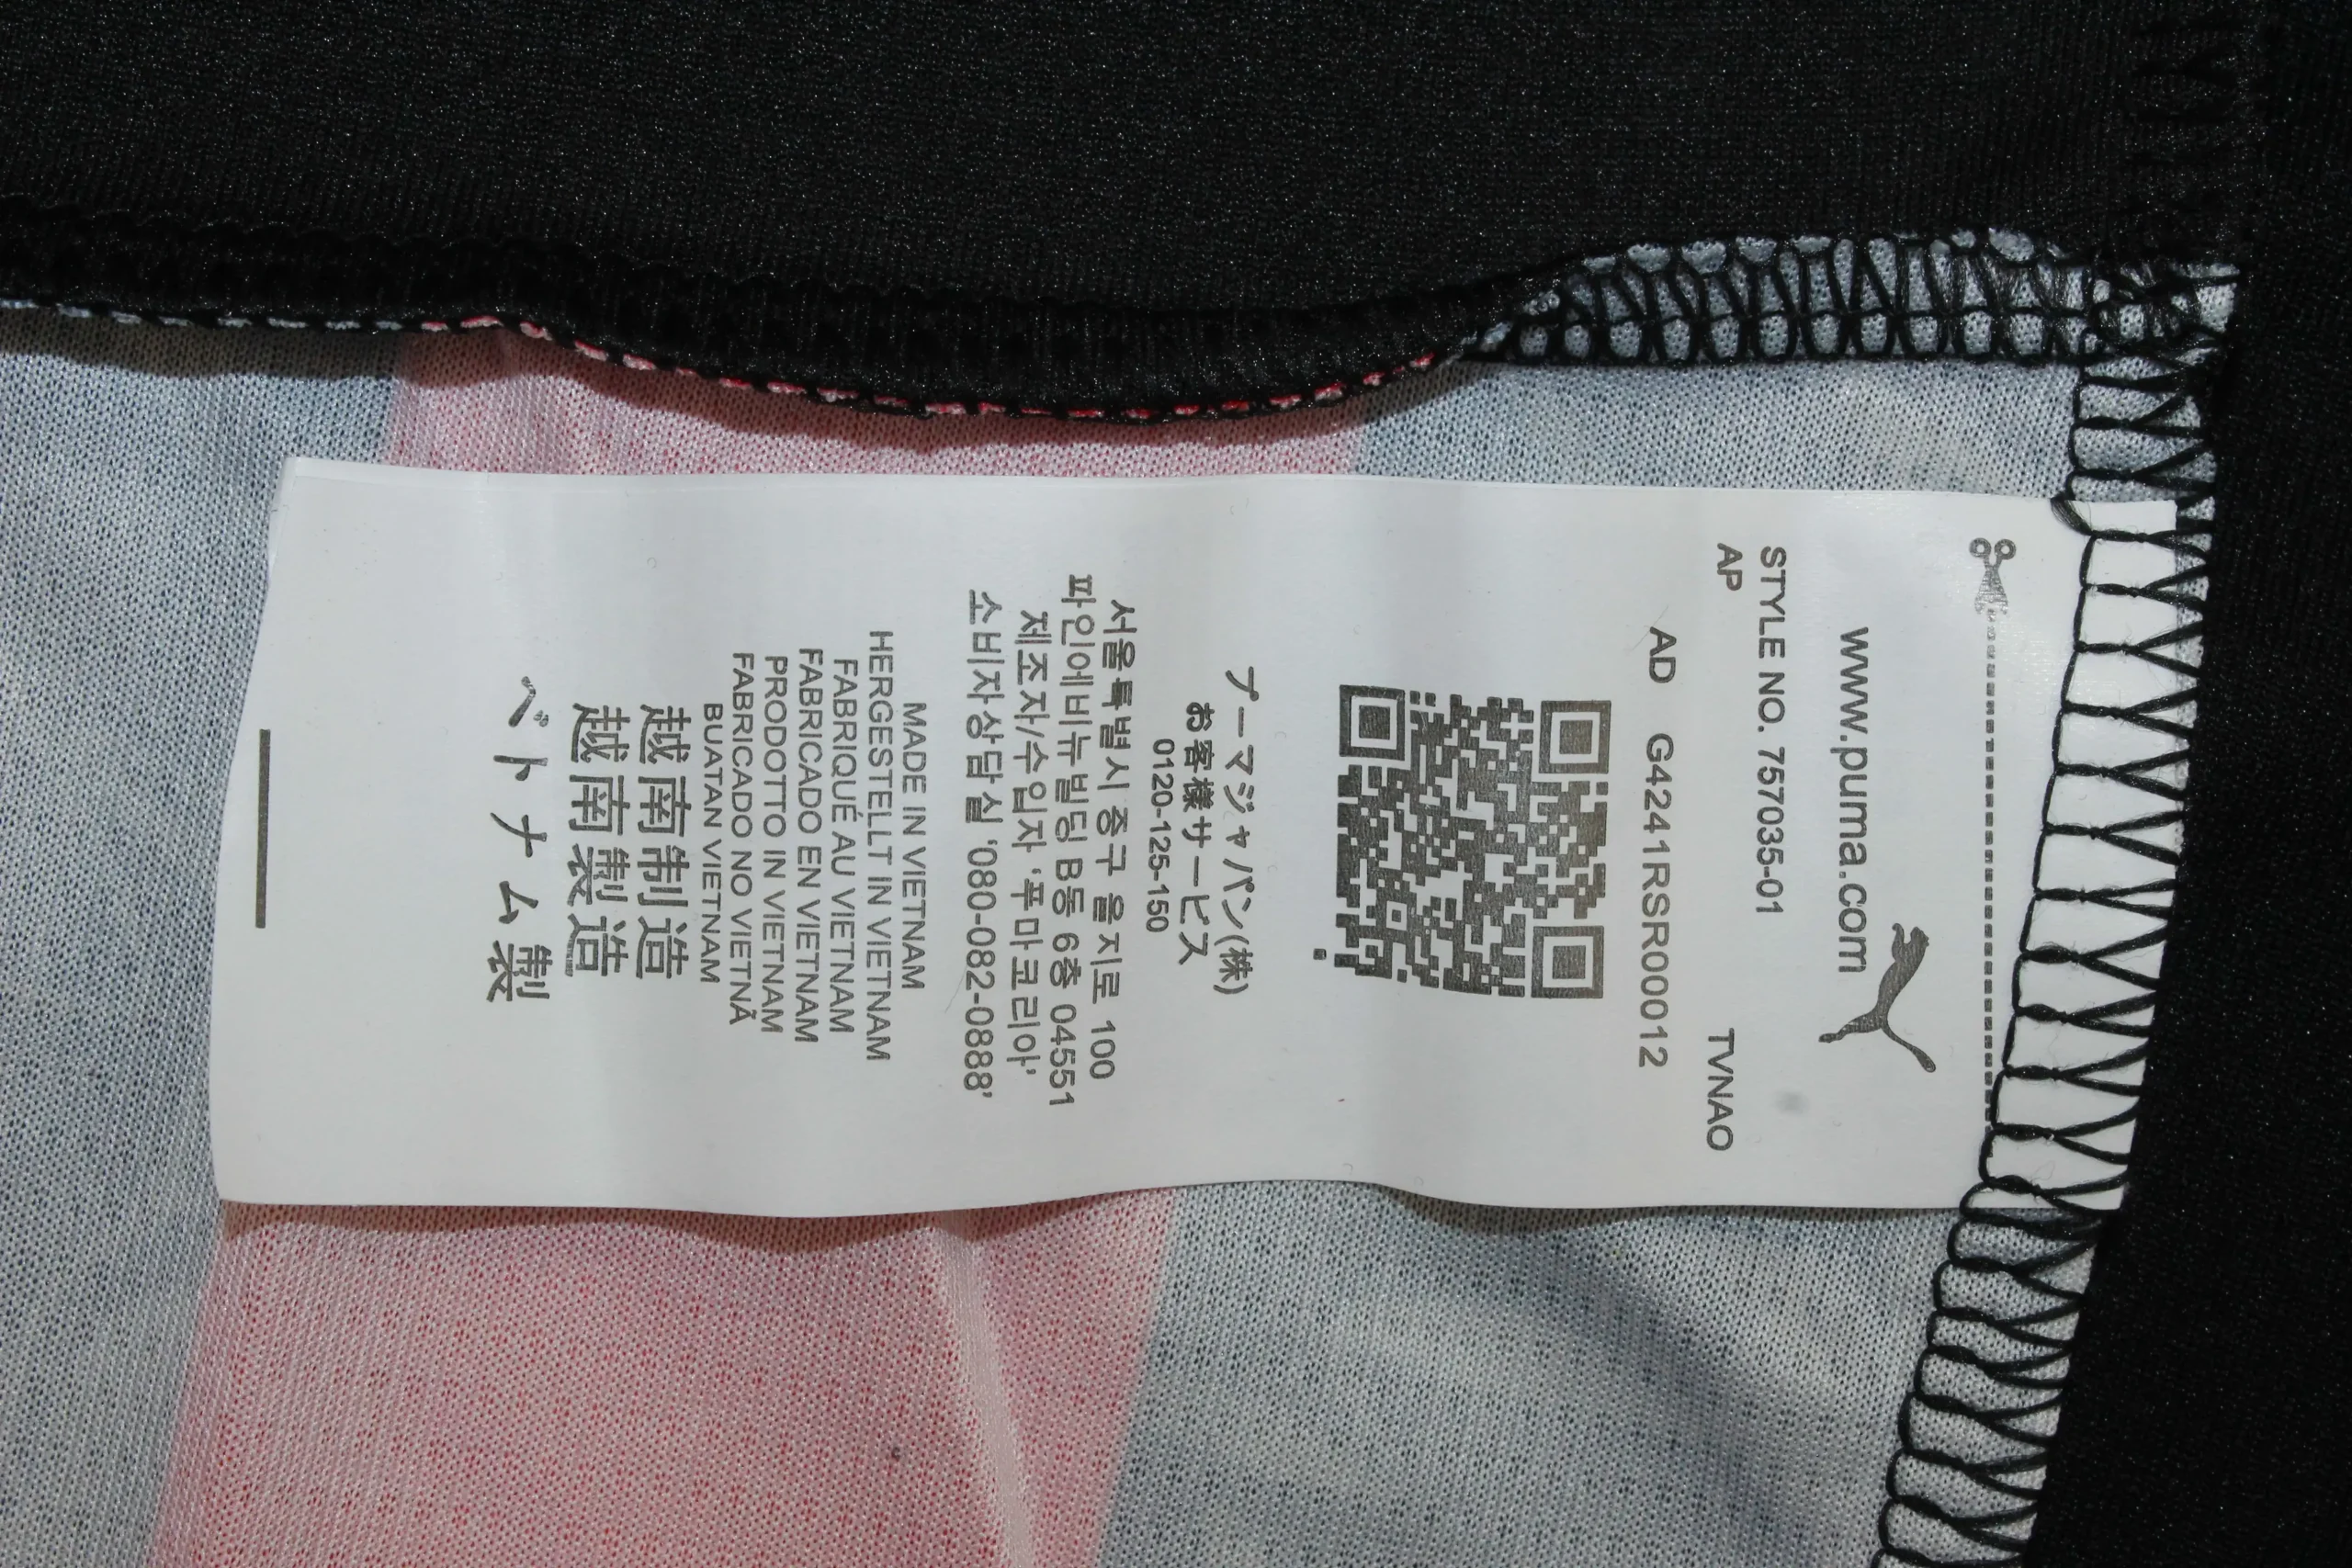 www.puma.com
STYLE NO. 757035-01
AP TVNAO
AD G4241RSR00012
プーマジャパン(株)
お客様サービス
0120-125-150
서울특별시 중구 을지로 100
파인에비뉴빌딩 B동 6층 04551
제조자/수입자 '푸마코리아'
소비자상담실 '080-082-0888'
MADE IN VIETNAM
HERGESTELLT IN VIETNAM
FABRIQUÉ AU VIETNAM
FABRICADO EN VIETNAM
PRODOTTO IN VIETNAM
FABRICADO NO VIETNÃ
BUATAN VIETNAM
越南制造
越南製造
ベトナム製